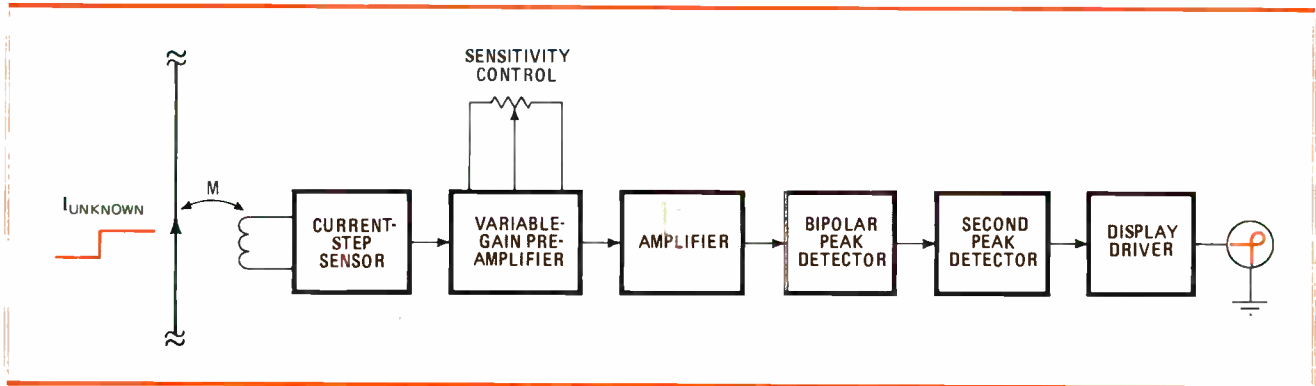 SENSITIVITY
CONTROL
M
IUNKNOWN
CURRENT-
STEP
SENSOR
VARIABLE-
GAIN PRE-
AMPLIFIER
AMPLIFIER
BIPOLAR
PEAK
DETECTOR
SECOND
PEAK
DETECTOR
DISPLAY
DRIVER